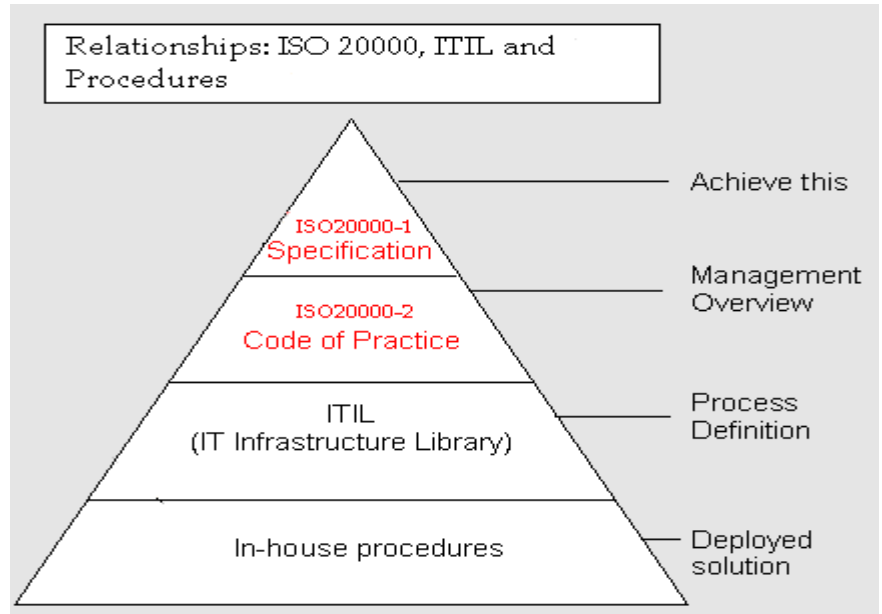 Relationships: ISO 20000, ITIL and
Procedures
Achieve this
ISO20000-1
Specification
Management
Overview
ISO20000-2
Code of Practice
Process
Definition
ITIL
(IT Infrastructure Library)
Deployed
solution
In-house procedures